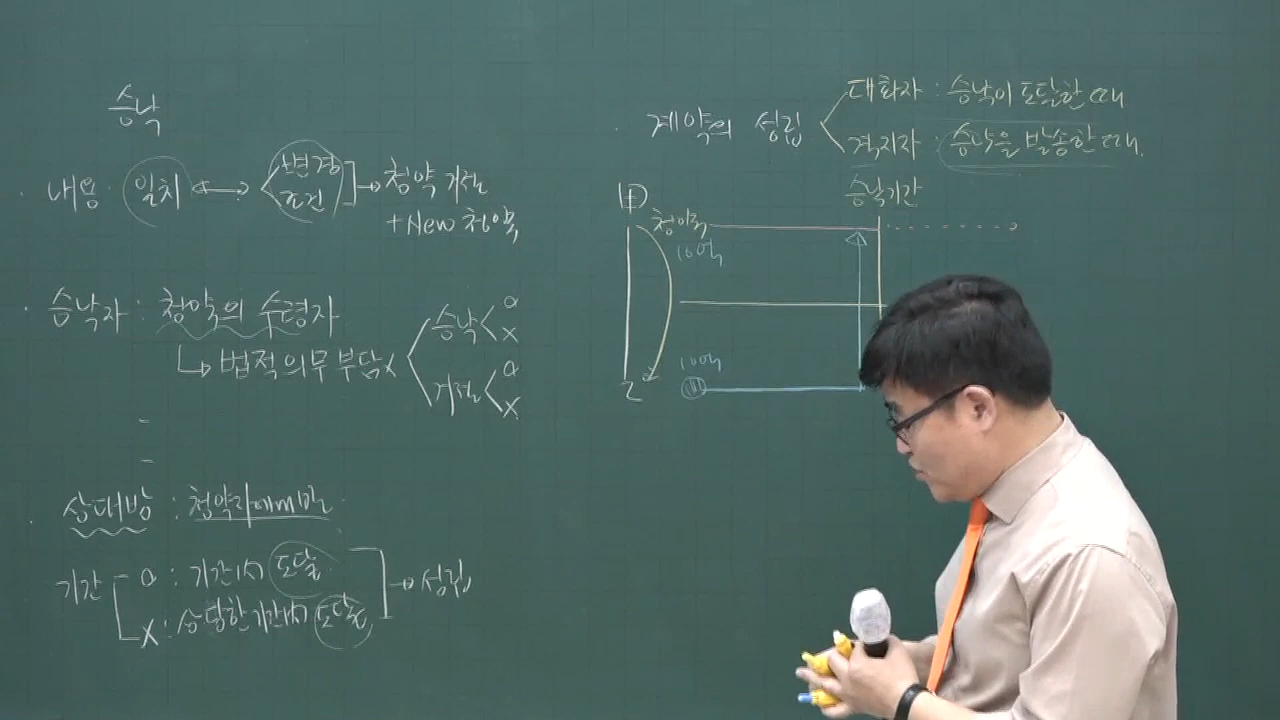 승낙
· 내용 일치 ↔ < 변경 조건 ] → 청약 거절
+ New 청약
· 승낙자 : 청약의 수령자
↳ 법적 의무 부담 x
승낙 < o x
거절 < o x
-
-
· 상대방 : 청약자에 대만
기간 o : 기간 내 도달
x : 상당한 기간 내 도달
→ 성립
· 계약의 성립
대화자 : 승낙이 도달한 때
격지자 : 승낙을 발송한 때.
승낙기간
甲
청약
100억
100억
乙